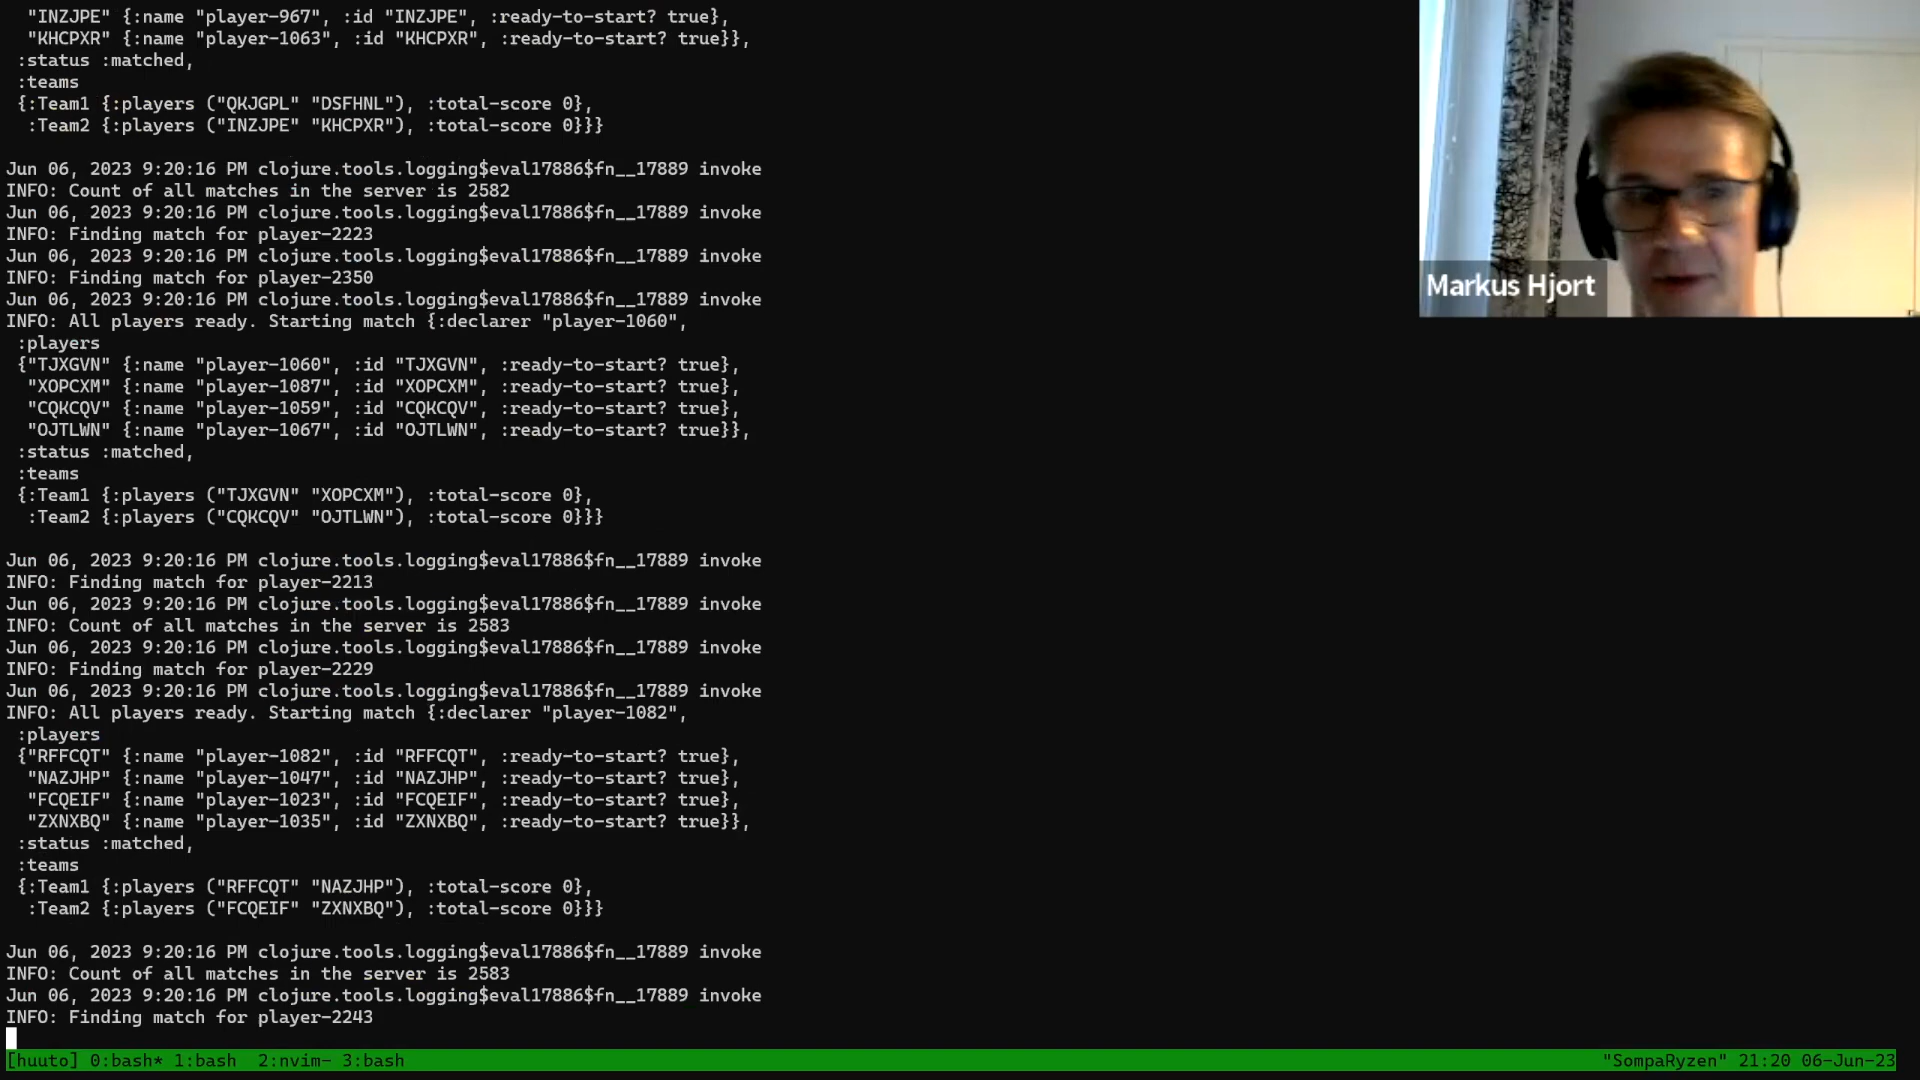 "INZJPE" {:name "player-967", :id "INZJPE", :ready-to-start? true},
"KHCPXR" {:name "player-1063", :id "KHCPXR", :ready-to-start? true}},
:status :matched,
:teams
{:Team1 {:players ("QKJGPL" "DSFHNL"), :total-score 0},
:Team2 {:players ("INZJPE" "KHCPXR"), :total-score 0}}}
Jun 06, 2023 9:20:16 PM clojure.tools.logging$eval17886$fn__17889 invoke
INFO: Count of all matches in the server is 2582
Jun 06, 2023 9:20:16 PM clojure.tools.logging$eval17886$fn__17889 invoke
INFO: Finding match for player-2223
Jun 06, 2023 9:20:16 PM clojure.tools.logging$eval17886$fn__17889 invoke
INFO: Finding match for player-2350
Jun 06, 2023 9:20:16 PM clojure.tools.logging$eval17886$fn__17889 invoke
INFO: All players ready. Starting match {:declarer "player-1060",
:players
{"TJXGVN" {:name "player-1060", :id "TJXGVN", :ready-to-start? true},
"XOPCXM" {:name "player-1087", :id "XOPCXM", :ready-to-start? true},
"CQKCQV" {:name "player-1059", :id "CQKCQV", :ready-to-start? true},
"OJTLWN" {:name "player-1067", :id "OJTLWN", :ready-to-start? true}},
:status :matched,
:teams
{:Team1 {:players ("TJXGVN" "XOPCXM"), :total-score 0},
:Team2 {:players ("CQKCQV" "OJTLWN"), :total-score 0}}}
Jun 06, 2023 9:20:16 PM clojure.tools.logging$eval17886$fn__17889 invoke
INFO: Finding match for player-2213
Jun 06, 2023 9:20:16 PM clojure.tools.logging$eval17886$fn__17889 invoke
INFO: Count of all matches in the server is 2583
Jun 06, 2023 9:20:16 PM clojure.tools.logging$eval17886$fn__17889 invoke
INFO: Finding match for player-2229
Jun 06, 2023 9:20:16 PM clojure.tools.logging$eval17886$fn__17889 invoke
INFO: All players ready. Starting match {:declarer "player-1082",
:players
{"RFFCQT" {:name "player-1082", :id "RFFCQT", :ready-to-start? true},
"NAZJHP" {:name "player-1047", :id "NAZJHP", :ready-to-start? true},
"FCQEIF" {:name "player-1023", :id "FCQEIF", :ready-to-start? true},
"ZXNXBQ" {:name "player-1035", :id "ZXNXBQ", :ready-to-start? true}},
:status :matched,
:teams
{:Team1 {:players ("RFFCQT" "NAZJHP"), :total-score 0},
:Team2 {:players ("FCQEIF" "ZXNXBQ"), :total-score 0}}}
Jun 06, 2023 9:20:16 PM clojure.tools.logging$eval17886$fn__17889 invoke
INFO: Count of all matches in the server is 2583
Jun 06, 2023 9:20:16 PM clojure.tools.logging$eval17886$fn__17889 invoke
INFO: Finding match for player-2243
[huuto] 0:bash* 1:bash 2:nvim- 3:bash
"SompaRyzen" 21:20 06-Jun-23
Markus Hjort